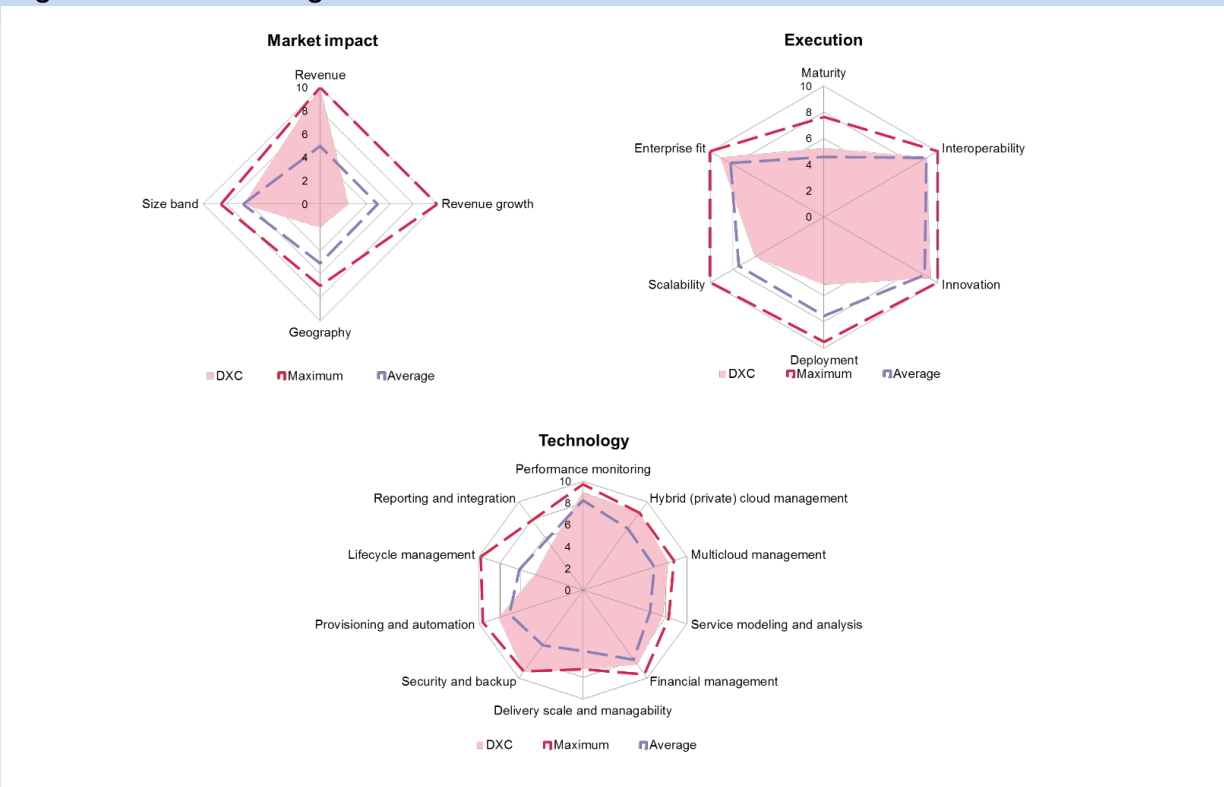 Market impact
Revenue
10
8
6
4
2
0
Size band
Revenue growth
Geography
DXC Maximum Average
Execution
Maturity
10
8
6
4
2
0
Enterprise fit
Interoperability
Scalability
Innovation
Deployment
DXC Maximum Average
Technology
Performance monitoring
10
8
6
4
2
0
Reporting and integration
Hybrid (private) cloud management
Lifecycle management
Multicloud management
Provisioning and automation
Service modeling and analysis
Security and backup
Financial management
Delivery scale and managability
DXC Maximum Average